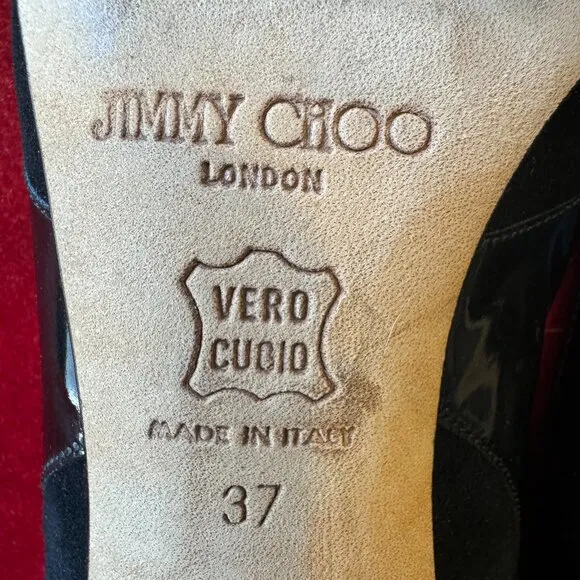 JIMMY CHOO
LONDON
VERO
CUOIO
MADE IN ITALY
37